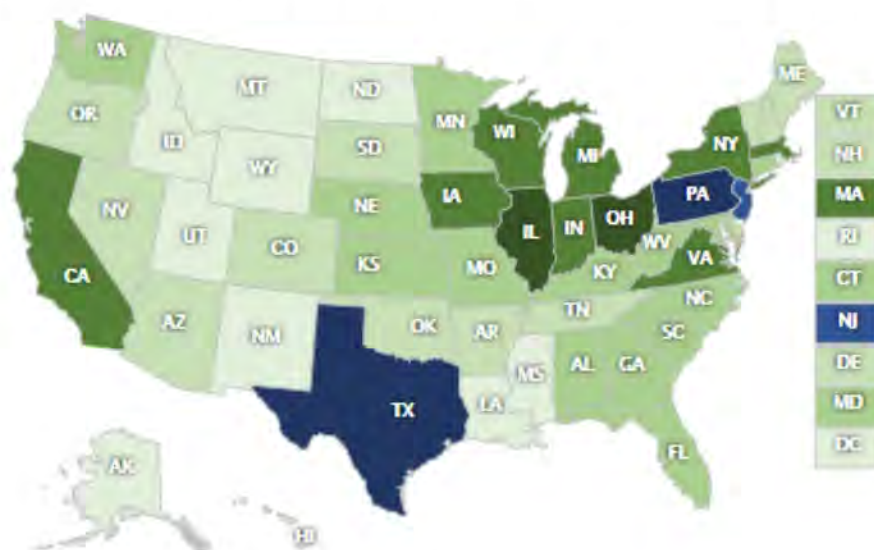 WA
ME
MT
ND
VT
OR
MN
NH
ID
SD
WI
NY
MI
WY
MA
IA
PA
NE
NV
RI
UT
IL
IN
OH
CO
WV
CT
CA
KS
MO
VA
KY
NC
NJ
AZ
NM
OK
AR
TN
SC
DE
MS
AL
GA
TX
LA
MD
FL
DC
AK
HI